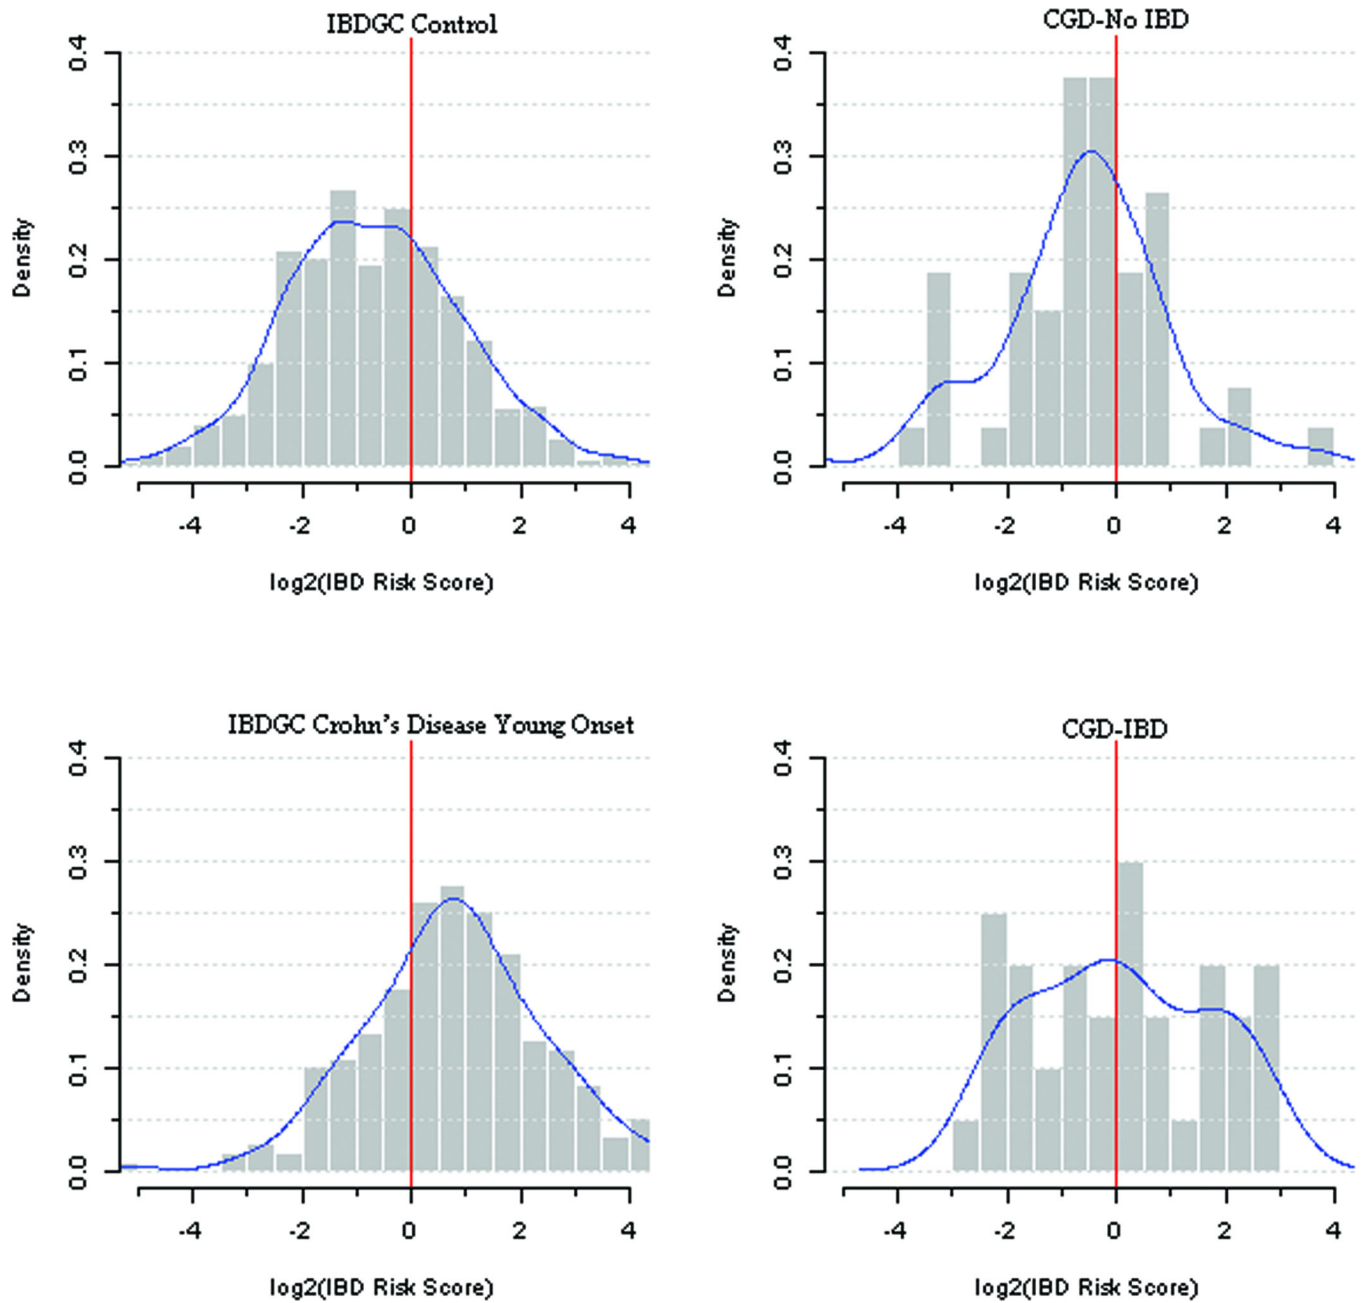 IBDGC Control
0.4
0.3
0.2
0.1
0.0
Density
-4 -2 0 2 4
log2(IBD Risk Score)
CGD-No IBD
0.4
0.3
0.2
0.1
0.0
Density
-4 -2 0 2 4
log2(IBD Risk Score)
IBDGC Crohn’s Disease Young Onset
0.4
0.3
0.2
0.1
0.0
Density
-4 -2 0 2 4
log2(IBD Risk Score)
CGD-IBD
0.4
0.3
0.2
0.1
0.0
Density
-4 -2 0 2 4
log2(IBD Risk Score)